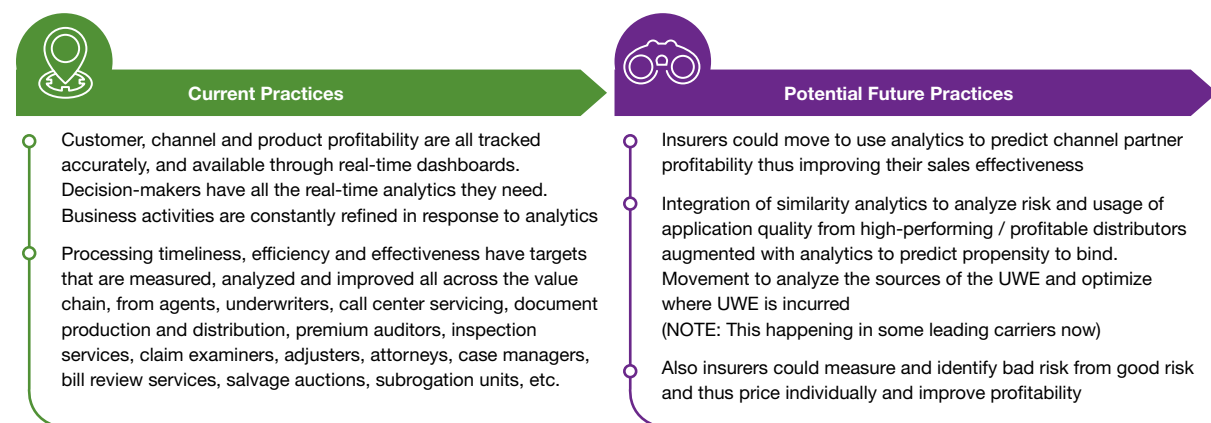 Current Practices
Customer, channel and product profitability are all tracked
accurately, and available through real-time dashboards.
Decision-makers have all the real-time analytics they need.
Business activities are constantly refined in response to analytics
Processing timeliness, efficiency and effectiveness have targets
that are measured, analyzed and improved all across the value
chain, from agents, underwriters, call center servicing, document
production and distribution, premium auditors, inspection
services, claim examiners, adjusters, attorneys, case managers,
bill review services, salvage auctions, subrogation units, etc.
Potential Future Practices
Insurers could move to use analytics to predict channel partner
profitability thus improving their sales effectiveness
Integration of similarity analytics to analyze risk and usage of
application quality from high-performing / profitable distributors
augmented with analytics to predict propensity to bind.
Movement to analyze the sources of the UWE and optimize
where UWE is incurred
(NOTE: This happening in some leading carriers now)
Also insurers could measure and identify bad risk from good risk
and thus price individually and improve profitability